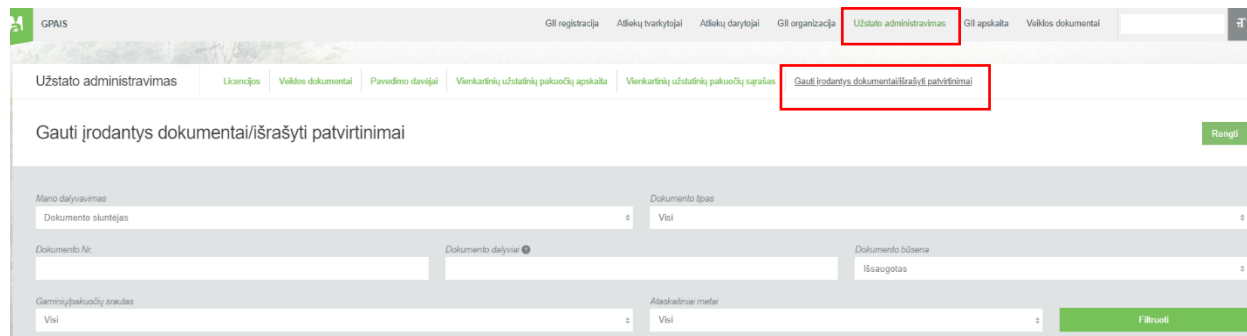 GPAIS GII registracija Atliekų tvarkytojai Atliekų darytojai GII organizacija Užstato administravimas GII apskaita Veiklos dokumentai
Užstato administravimas Licencijos Veiklos dokumentai Pavedimo davėjai Vienkartinių užstatinių pakuočių apskaita Vienkartinių užstatinių pakuočių sąrašas Gauti įrodantys dokumentai/išrašyti patvirtinimai
Gauti įrodantys dokumentai/išrašyti patvirtinimai Rengti
Mano dalyvavimas Dokumento tipas
Dokumento siuntėjas Visi
Dokumento Nr. Dokumento dalyviai Dokumento būsena
Išsaugotas
Gaminių/pakuočių srautas Ataskaitiniai metai
Visi Visi Filtruoti